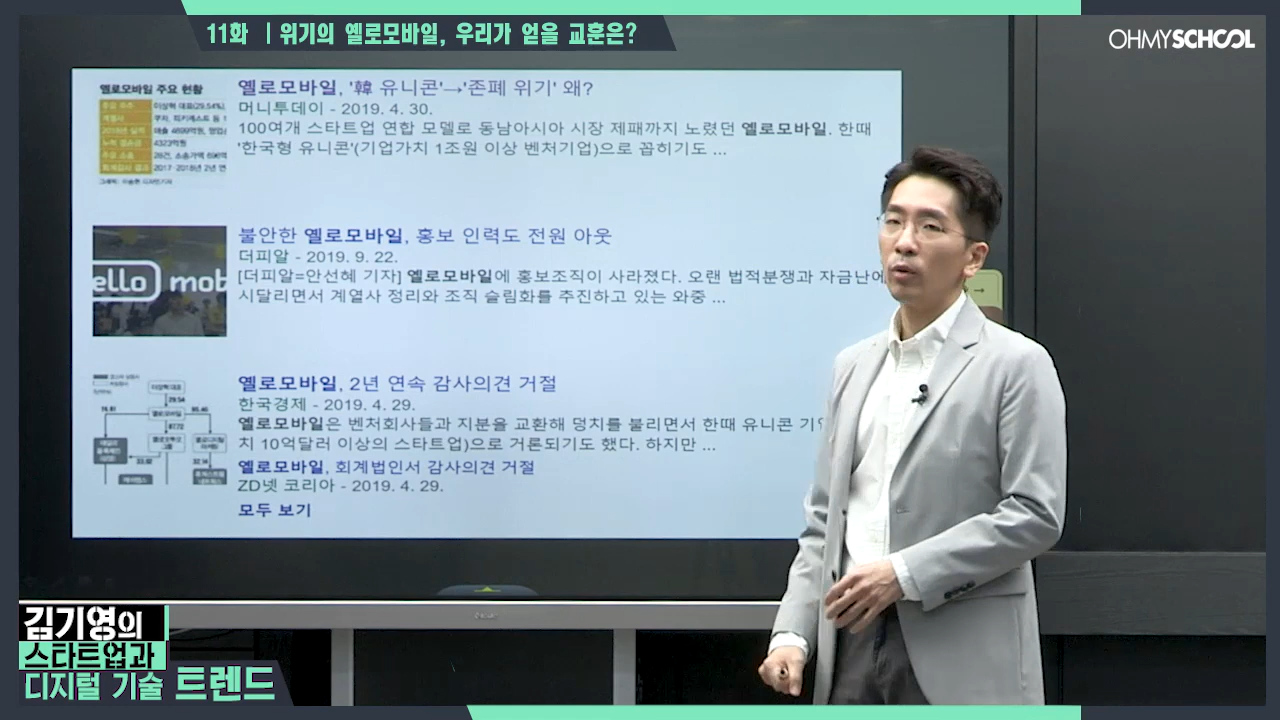 11화 | 위기의 옐로모바일, 우리가 얻을 교훈은?
OHMYSCHOOL
옐로모바일 주요 현황
옐로모바일, '韓 유니콘'→'존폐 위기' 왜?
머니투데이 - 2019. 4. 30.
100여개 스타트업 연합 모델로 동남아시아 시장 제패까지 노렸던 옐로모바일. 한때
'한국형 유니콘'(기업가치 1조원 이상 벤처기업)으로 꼽히기도 ...
불안한 옐로모바일, 홍보 인력도 전원 아웃
더피알 - 2019. 9. 22.
[더피알=안선혜 기자] 옐로모바일에 홍보조직이 사라졌다. 오랜 법적분쟁과 자금난에
시달리면서 계열사 정리와 조직 슬림화를 추진하고 있는 와중 ...
ello mob
옐로모바일, 2년 연속 감사의견 거절
한국경제 - 2019. 4. 29.
옐로모바일은 벤처회사들과 지분을 교환해 덩치를 불리면서 한때 유니콘 기업
치 10억달러 이상의 스타트업)으로 거론되기도 했다. 하지만 ...
옐로모바일, 회계법인서 감사의견 거절
ZD넷 코리아 - 2019. 4. 29.
모두 보기
김기영의
스타트업과
디지털 기술 트렌드